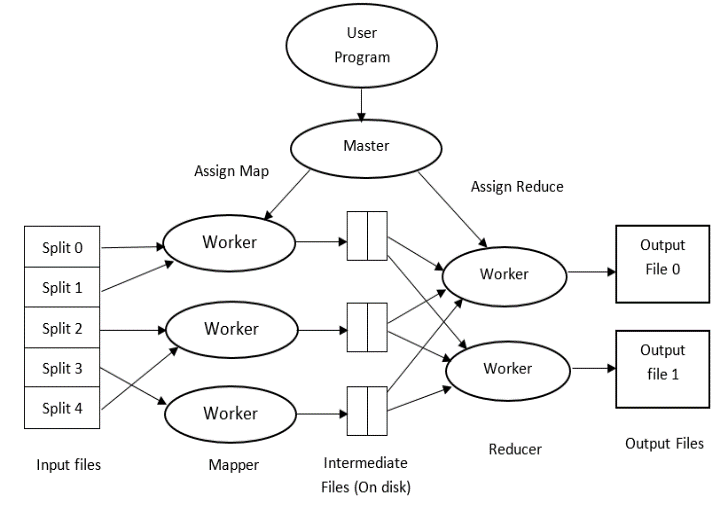 User
Program
Master
Assign Map
Assign Reduce
Split 0
Split 1
Split 2
Split 3
Split 4
Worker
Worker
Worker
Worker
Worker
Output
File 0
Output
file 1
Input files
Mapper
Intermediate
Files (On disk)
Reducer
Output Files